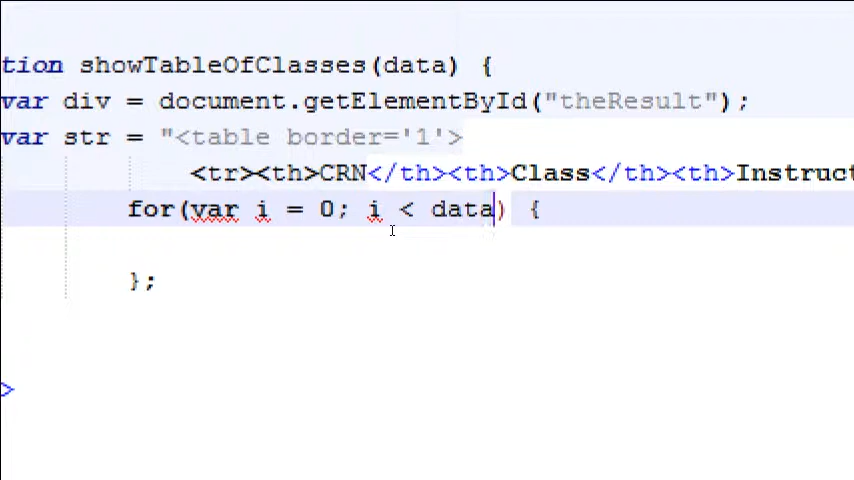 tion showTableOfClasses(data) {
var div = document.getElementById("theResult");
var str = "<table border='1'>
<tr><th>CRN</th><th>Class</th><th>Instruct
for(var i = 0; i < data) {
};
>